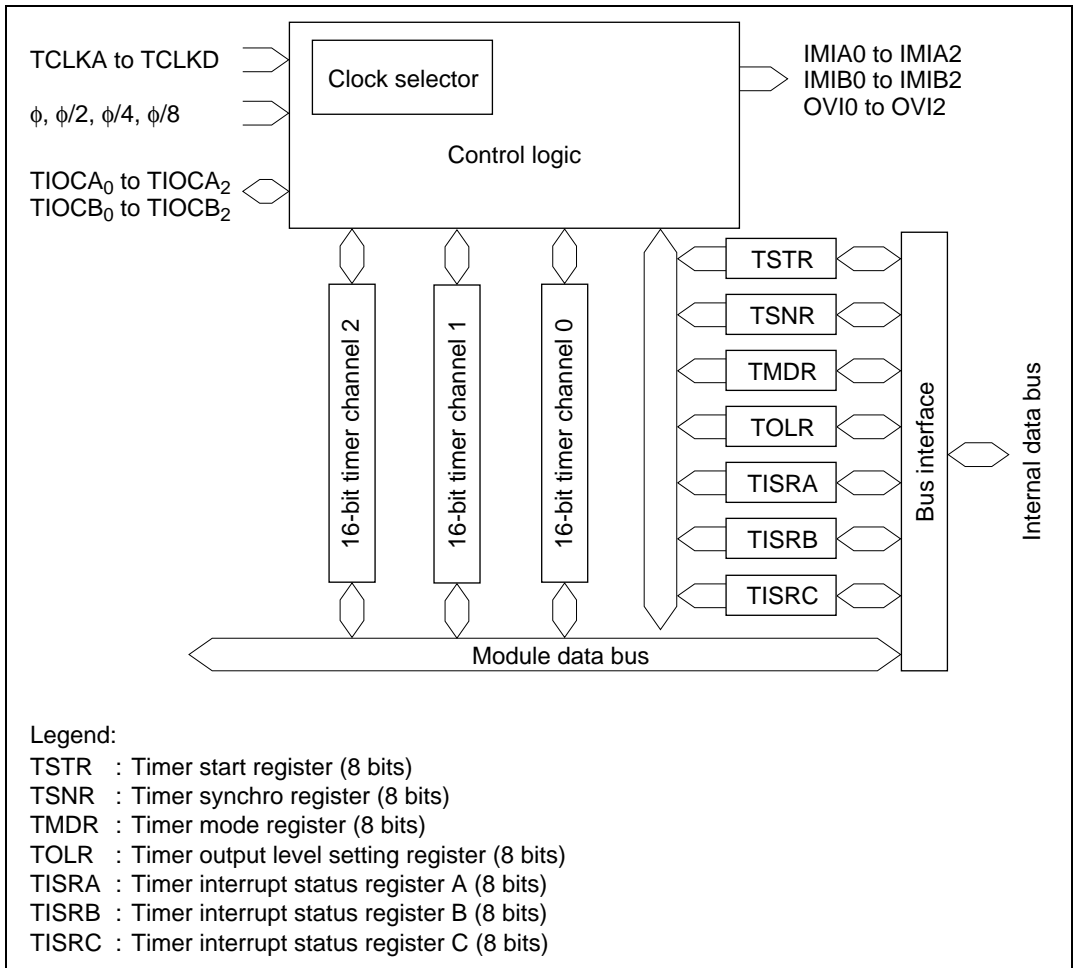 TCLKA to TCLKD
ϕ, ϕ/2, ϕ/4, ϕ/8
TIOCA₀ to TIOCA₂
TIOCB₀ to TIOCB₂
Clock selector
Control logic
IMIA0 to IMIA2
IMIB0 to IMIB2
OVI0 to OVI2
16-bit timer channel 2
16-bit timer channel 1
16-bit timer channel 0
TSTR
TSNR
TMDR
TOLR
TISRA
TISRB
TISRC
Bus interface
Internal data bus
Module data bus
Legend:
TSTR : Timer start register (8 bits)
TSNR : Timer synchro register (8 bits)
TMDR : Timer mode register (8 bits)
TOLR : Timer output level setting register (8 bits)
TISRA : Timer interrupt status register A (8 bits)
TISRB : Timer interrupt status register B (8 bits)
TISRC : Timer interrupt status register C (8 bits)